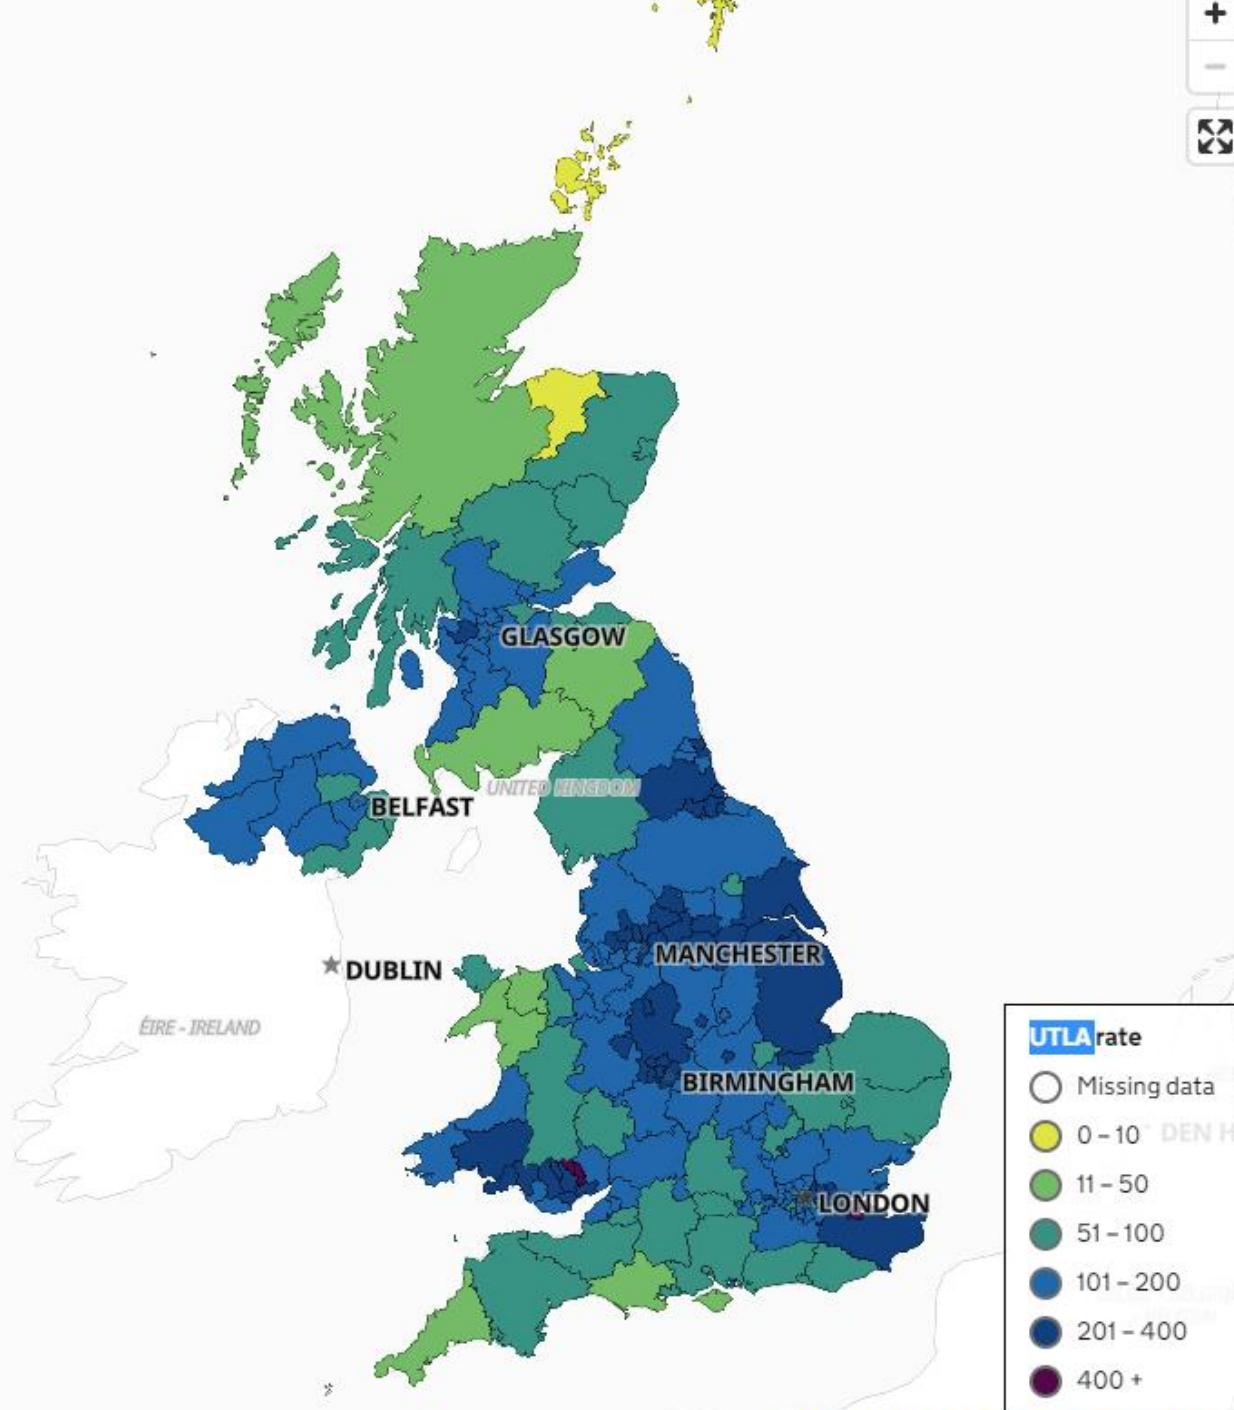 +
−
GLASGOW
UNITED KINGDOM
BELFAST
MANCHESTER
DUBLIN
ÉIRE - IRELAND
BIRMINGHAM
LONDON
UTLA rate
Missing data
0 – 10
DEN H
11 – 50
51 – 100
101 – 200
201 – 400
400 +